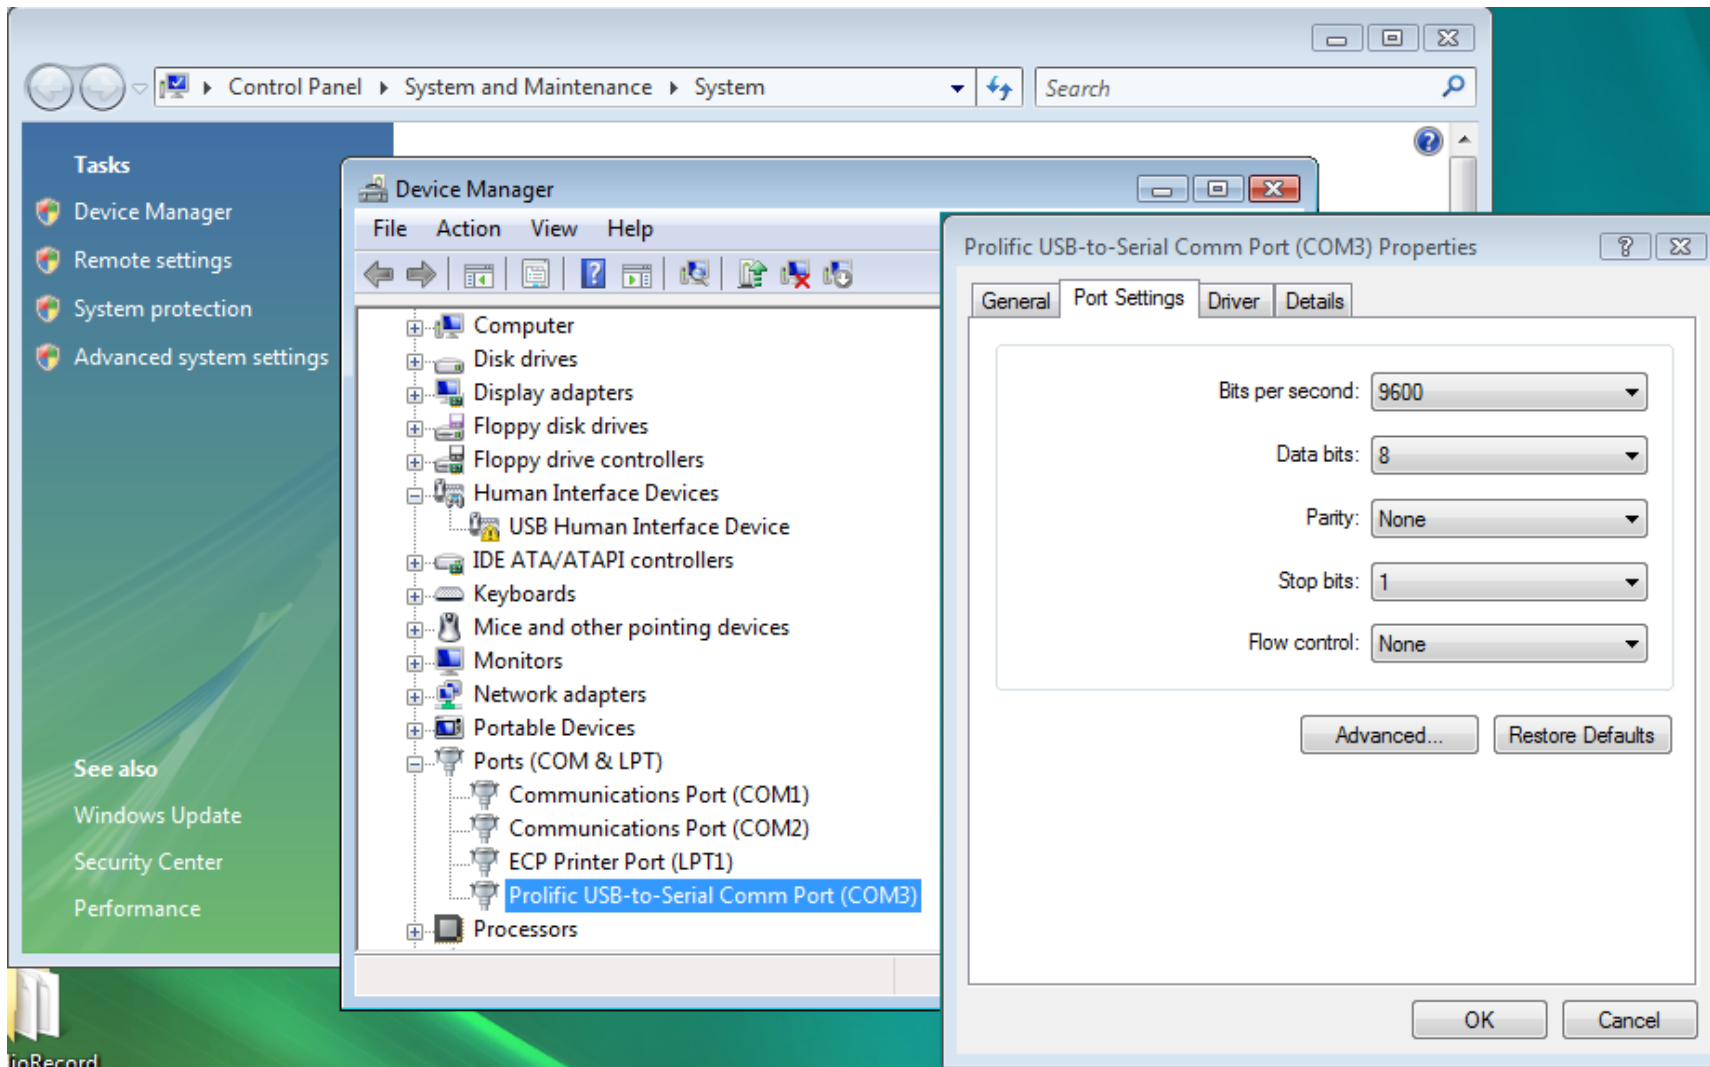 Control Panel
System and Maintenance
System
Search
Tasks
Device Manager
Remote settings
System protection
Advanced system settings
See also
Windows Update
Security Center
Performance
Device Manager
File Action View Help
Computer
Disk drives
Display adapters
Floppy disk drives
Floppy drive controllers
Human Interface Devices
USB Human Interface Device
IDE ATA/ATAPI controllers
Keyboards
Mice and other pointing devices
Monitors
Network adapters
Portable Devices
Ports (COM & LPT)
Communications Port (COM1)
Communications Port (COM2)
ECP Printer Port (LPT1)
Prolific USB-to-Serial Comm Port (COM3)
Processors
Prolific USB-to-Serial Comm Port (COM3) Properties
General Port Settings Driver Details
Bits per second: 9600
Data bits: 8
Parity: None
Stop bits: 1
Flow control: None
Advanced... Restore Defaults
OK Cancel